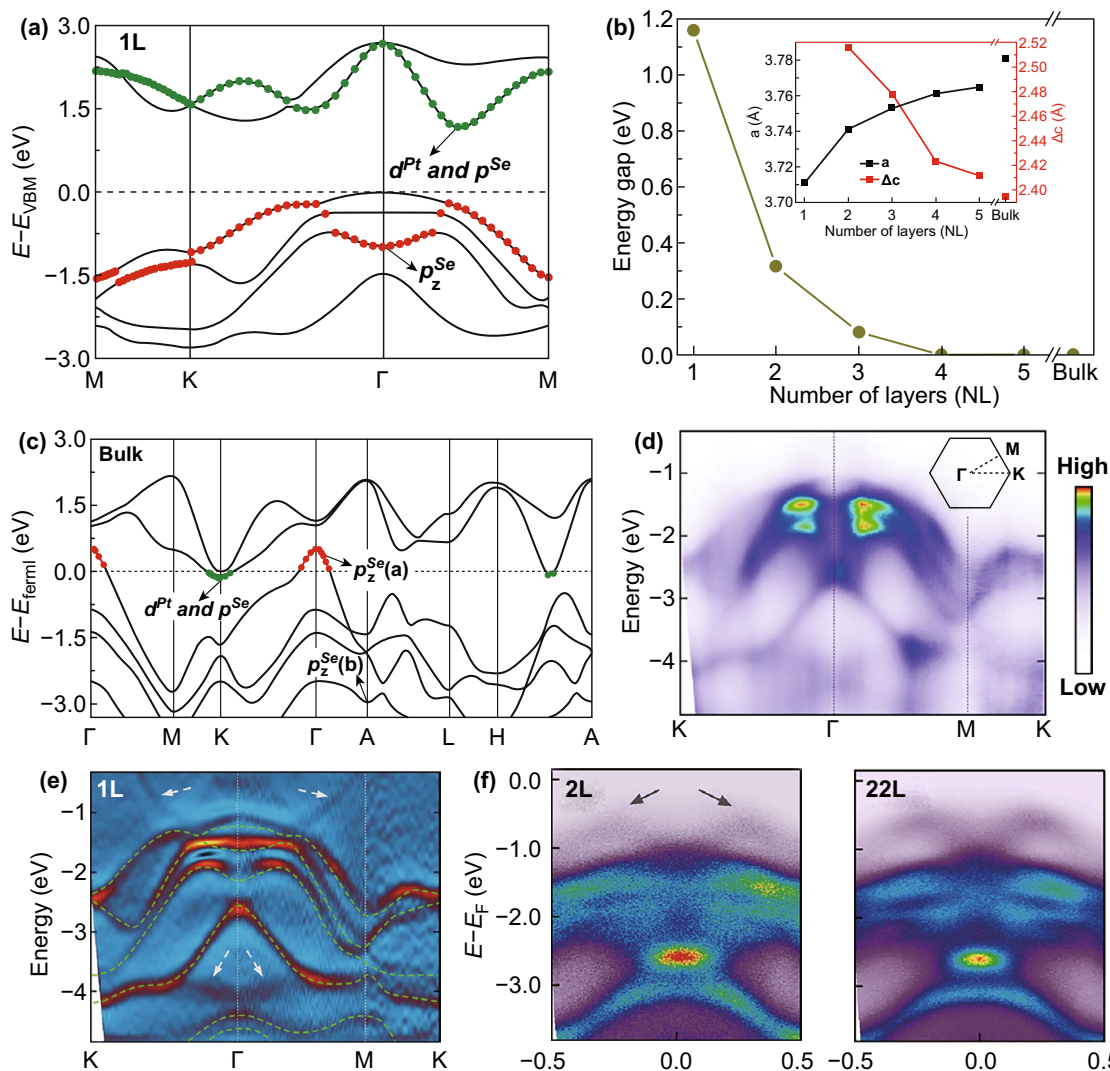 (a)
1L
3.0
1.5
0.0
−1.5
−3.0
E−E_VBM (eV)
d^Pt and p^Se
p_z^Se
M K Γ M
(b)
1.2
1.0
0.8
0.6
0.4
0.2
0.0
Energy gap (eV)
1 2 3 4 5 Bulk
Number of layers (NL)
3.78
3.76
3.74
3.72
3.70
a (Å)
2.52
2.50
2.48
2.46
2.44
2.42
2.40
Δc (Å)
a
Δc
1 2 3 4 5 Bulk
Number of layers (NL)
(c)
Bulk
3.0
1.5
0.0
−1.5
−3.0
E−E_fermI (eV)
p_z^Se(a)
d^Pt and p^Se
p_z^Se(b)
Γ M K Γ A L H A
(d)
−1
−2
−3
−4
Energy (eV)
M
Γ K
High
Low
K Γ M K
(e)
1L
−1
−2
−3
−4
Energy (eV)
K Γ M K
(f)
2L
0.0
−1.0
−2.0
−3.0
E−E_F (eV)
−0.5 0.0 0.5
22L
−0.5 0.0